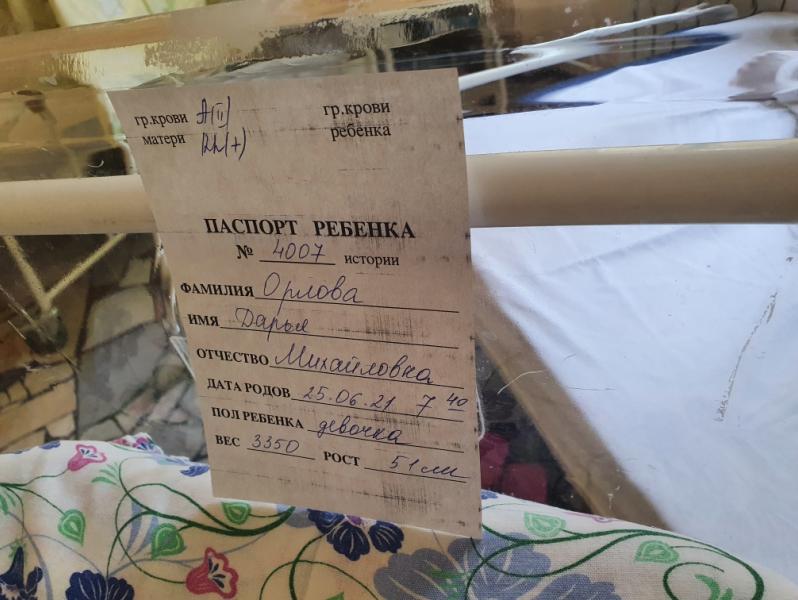 гр.крови А(II) гр.крови
матери Rh(+) ребенка
ПАСПОРТ РЕБЕНКА
№ 4007 истории
ФАМИЛИЯ Орлова
ИМЯ Дарья
ОТЧЕСТВО Михайловна
ДАТА РОДОВ 25.06.21 7 40
ПОЛ РЕБЕНКА девочка
ВЕС 3350 РОСТ 51 см